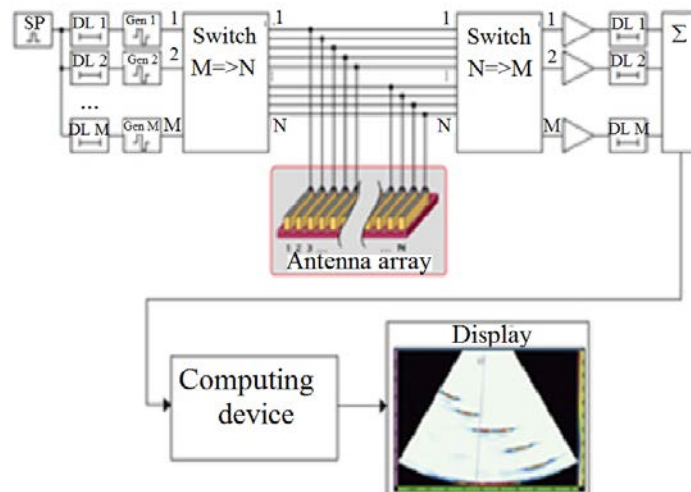 SP
DL 1
Gen 1
1
DL 2
Gen 2
2
...
DL M
Gen M
M
Switch
M=>N
1
N
1
N
Switch
N=>M
1
DL 1
2
DL 2
M
DL M
Σ
1 2 3 ...
... N
Antenna array
Computing
device
Display